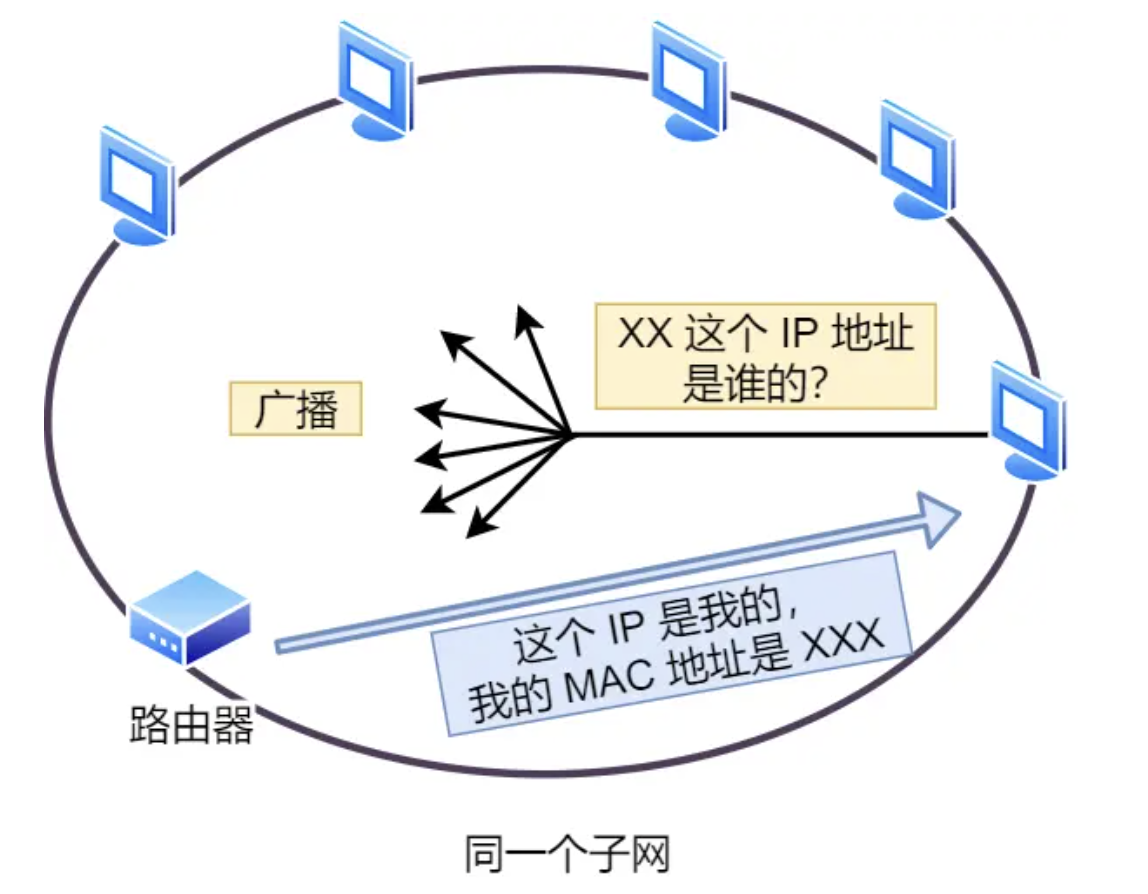 XX 这个 IP 地址
是谁的？
广播
这个 IP 是我的，
我的 MAC 地址是 XXX
路由器
同一个子网